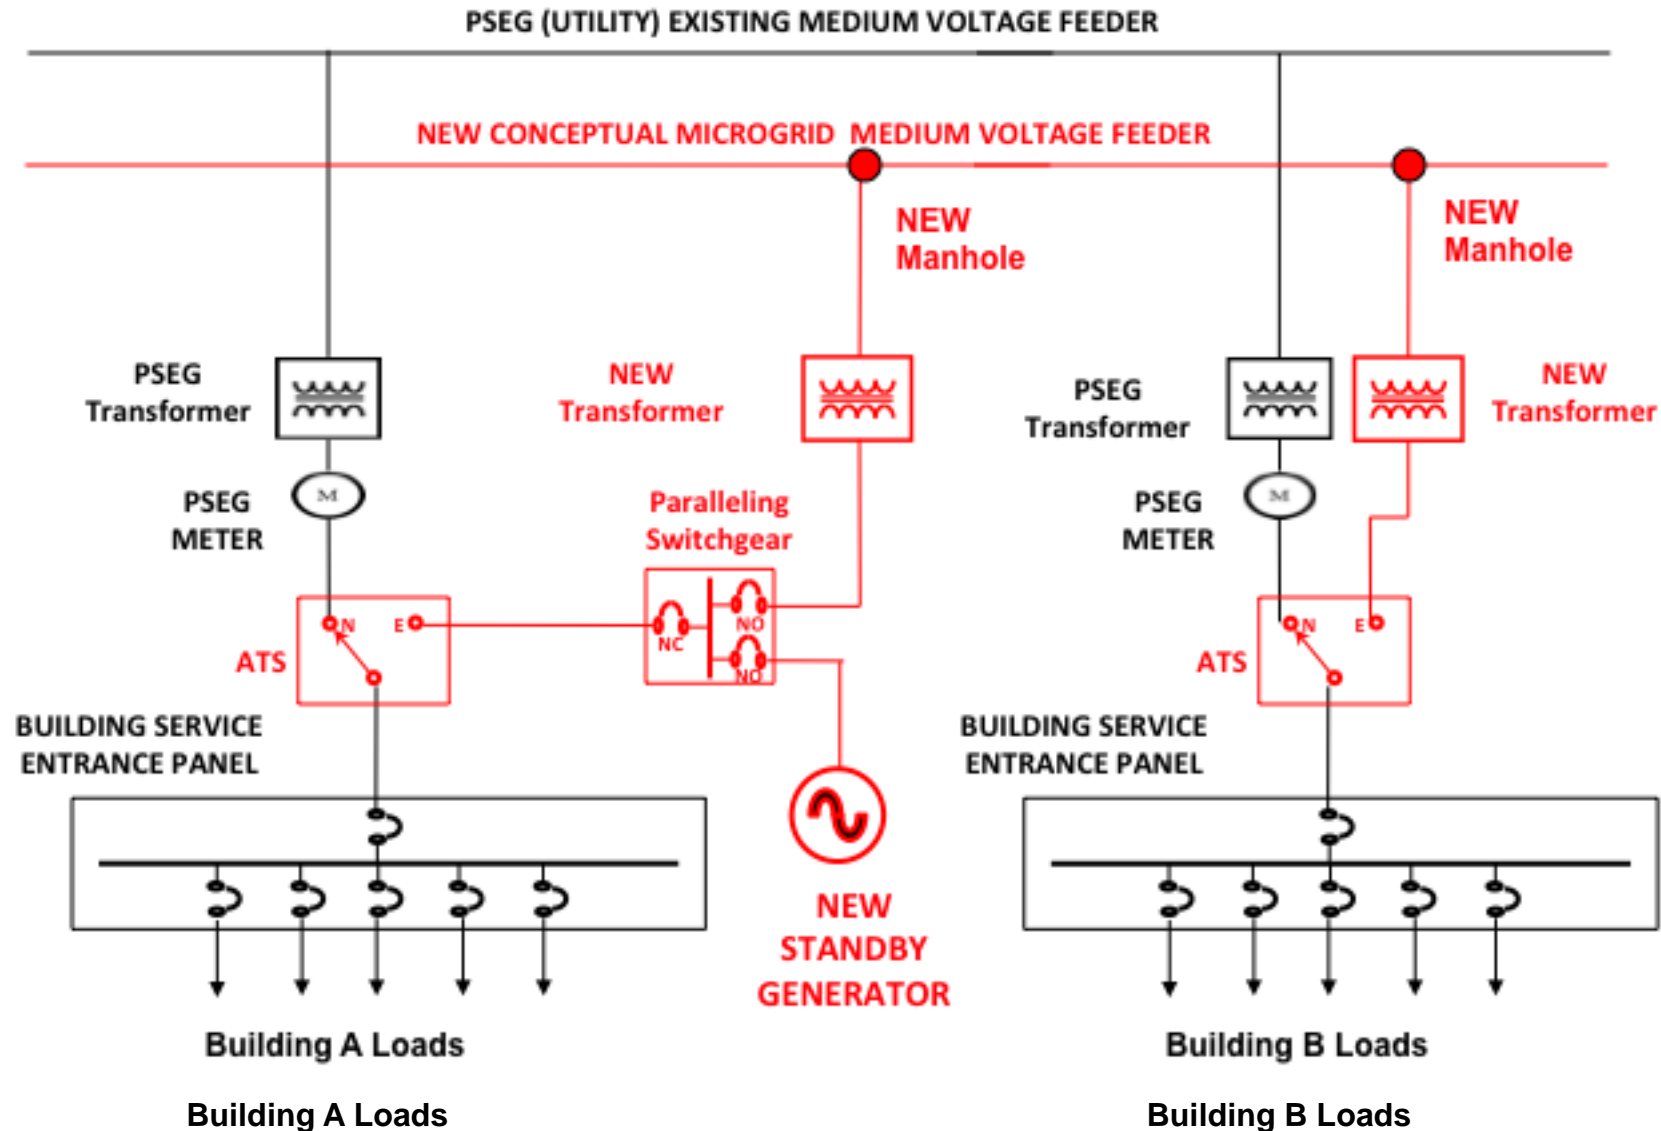 PSEG (UTILITY) EXISTING MEDIUM VOLTAGE FEEDER
NEW CONCEPTUAL MICROGRID MEDIUM VOLTAGE FEEDER
NEW
Manhole
NEW
Manhole
PSEG
Transformer
NEW
Transformer
PSEG
Transformer
NEW
Transformer
PSEG
METER
M
Paralleling
Switchgear
PSEG
METER
M
N
E
ATS
NC
NO
NO
N
E
ATS
BUILDING SERVICE
ENTRANCE PANEL
BUILDING SERVICE
ENTRANCE PANEL
NEW
STANDBY
GENERATOR
Building A Loads
Building B Loads
Building A Loads
Building B Loads